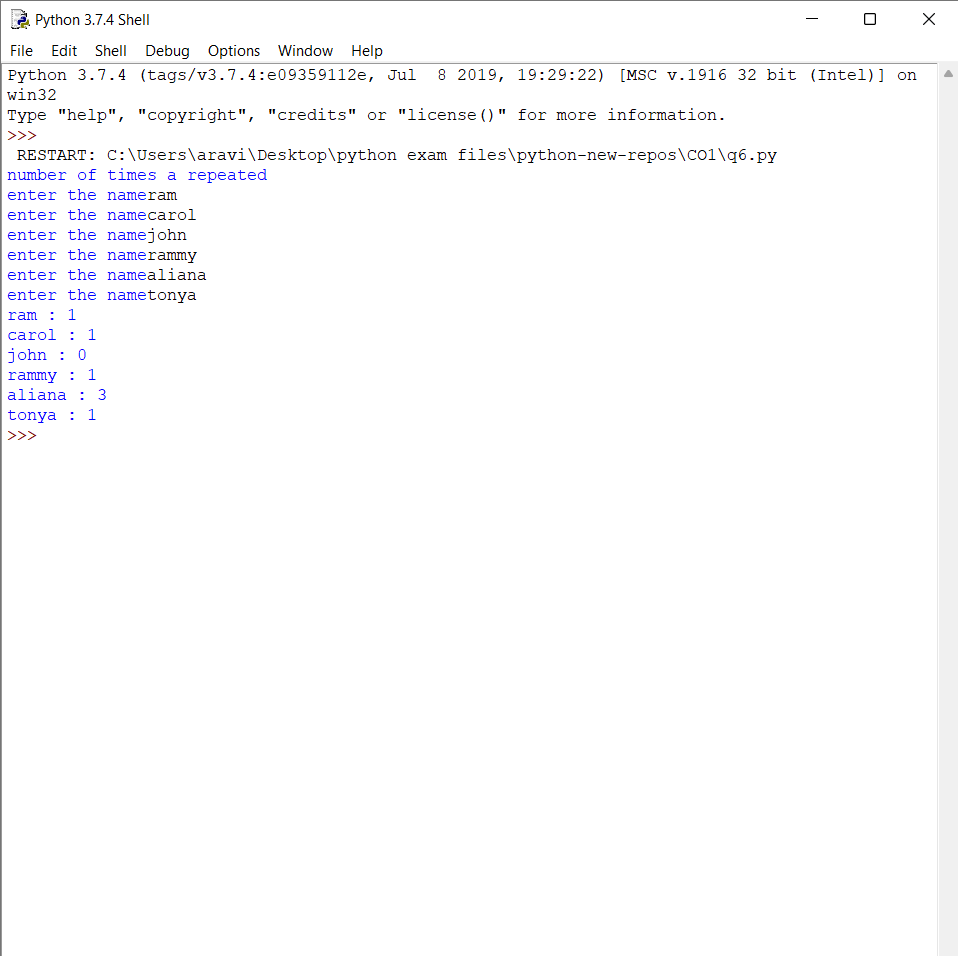 Python 3.7.4 Shell
File Edit Shell Debug Options Window Help
Python 3.7.4 (tags/v3.7.4:e09359112e, Jul  8 2019, 19:29:22) [MSC v.1916 32 bit (Intel)] on
win32
Type "help", "copyright", "credits" or "license()" for more information.
>>>
 RESTART: C:\Users\aravi\Desktop\python exam files\python-new-repos\CO1\q6.py
number of times a repeated
enter the nameram
enter the namecarol
enter the namejohn
enter the namerammy
enter the namealiana
enter the nametonya
ram : 1
carol : 1
john : 0
rammy : 1
aliana : 3
tonya : 1
>>>